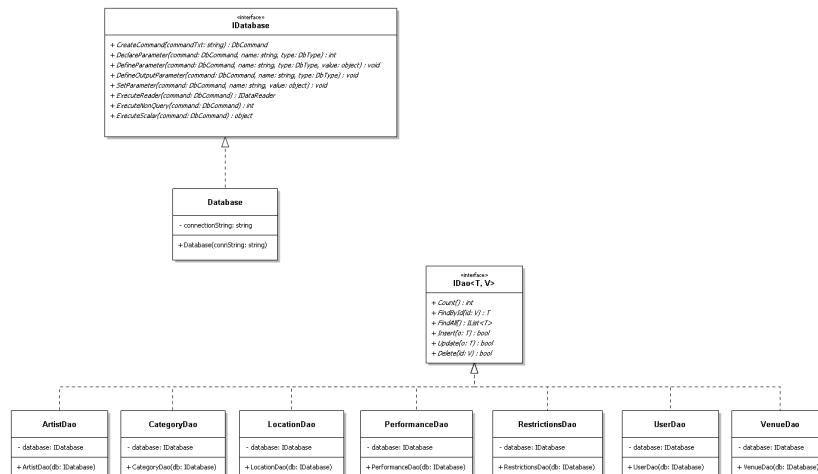 «interface»
IDatabase
+ CreateCommand(commandTxt: string) : DbCommand
+ DeclareParameter(command: DbCommand, name: string, type: DbType) : int
+ DefineParameter(command: DbCommand, name: string, type: DbType, value: object) : void
+ DefineOutputParameter(command: DbCommand, name: string, type: DbType) : void
+ SetParameter(command: DbCommand, name: string, value: object) : void
+ ExecuteReader(command: DbCommand) : IDataReader
+ ExecuteNonQuery(command: DbCommand) : int
+ ExecuteScalar(command: DbCommand) : object
Database
- connectionString: string
+ Database(connString: string)
«interface»
IDao<T, V>
+ Count() : int
+ FindById(id: V) : T
+ FindAll() : IList<T>
+ Insert(o: T) : bool
+ Update(o: T) : bool
+ Delete(id: V) : bool
ArtistDao
- database: IDatabase
+ ArtistDao(db: IDatabase)
CategoryDao
- database: IDatabase
+ CategoryDao(db: IDatabase)
LocationDao
- database: IDatabase
+ LocationDao(db: IDatabase)
PerformanceDao
- database: IDatabase
+ PerformanceDao(db: IDatabase)
RestrictionsDao
- database: IDatabase
+ RestrictionsDao(db: IDatabase)
UserDao
- database: IDatabase
+ UserDao(db: IDatabase)
VenueDao
- database: IDatabase
+ VenueDao(db: IDatabase)